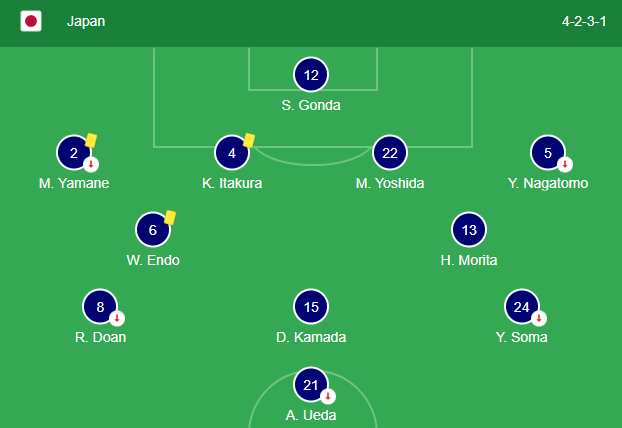 Japan 4-2-3-1
12
S. Gonda
2 4 22 5
M. Yamane K. Itakura M. Yoshida Y. Nagatomo
6 13
W. Endo H. Morita
8 15 24
R. Doan D. Kamada Y. Soma
21
A. Ueda